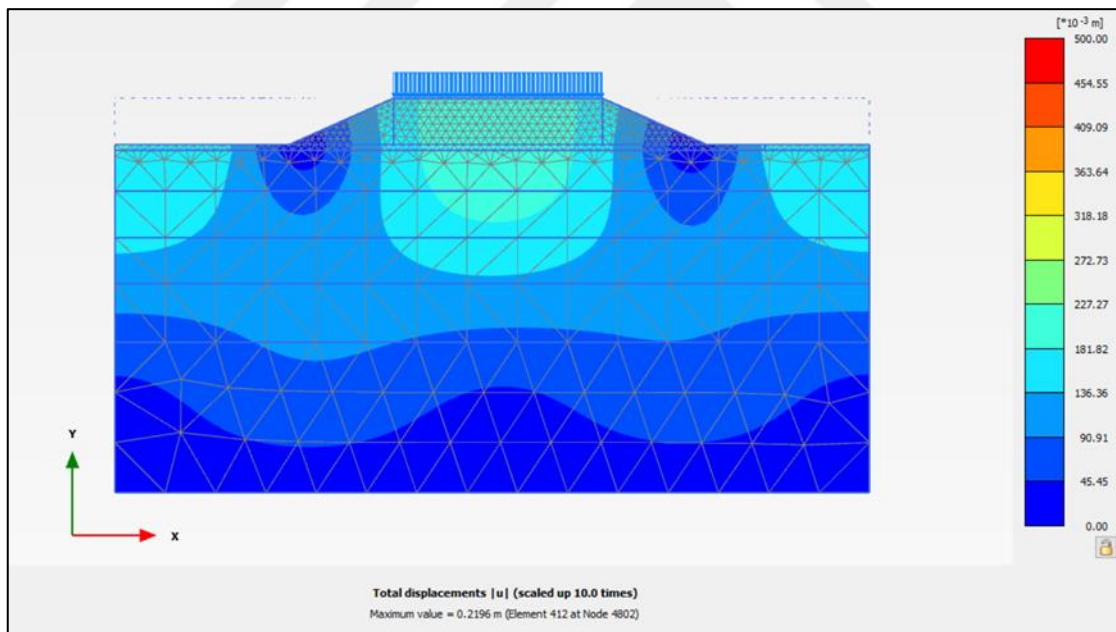 [*10 -3 m]
500.00
454.55
409.09
363.64
318.18
272.73
227.27
181.82
136.36
90.91
45.45
0.00
Y
X
Total displacements |u| (scaled up 10.0 times)
Maximum value = 0.2196 m (Element 412 at Node 4802)